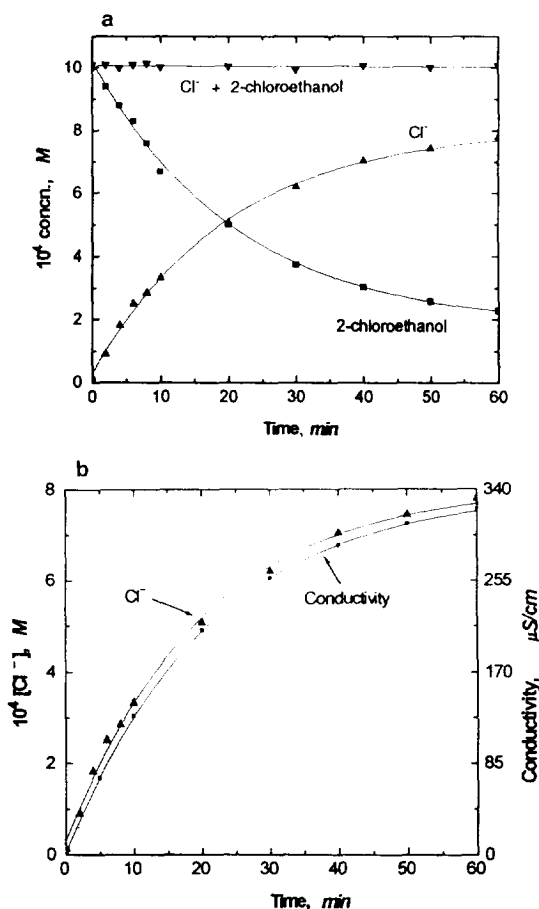 a
10
8
6
4
2
0
10⁴ concn., M
Cl⁻ + 2-chloroethanol
Cl⁻
2-chloroethanol
0 10 20 30 40 50 60
Time, min
b
8
6
4
2
0
10⁴ [Cl⁻], M
Cl⁻
Conductivity
340
255
170
85
0
Conductivity, µS/cm
0 10 20 30 40 50 60
Time, min